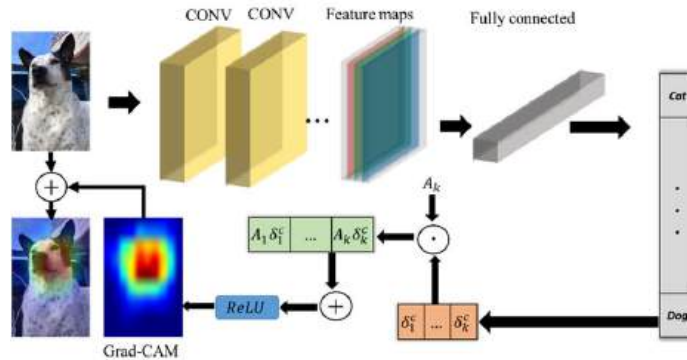 CONV CONV Feature maps Fully connected
Cat
A_k
A_1 δ_1^c ... A_k δ_k^c
ReLU
δ_1^c ... δ_k^c
Dog
Grad-CAM